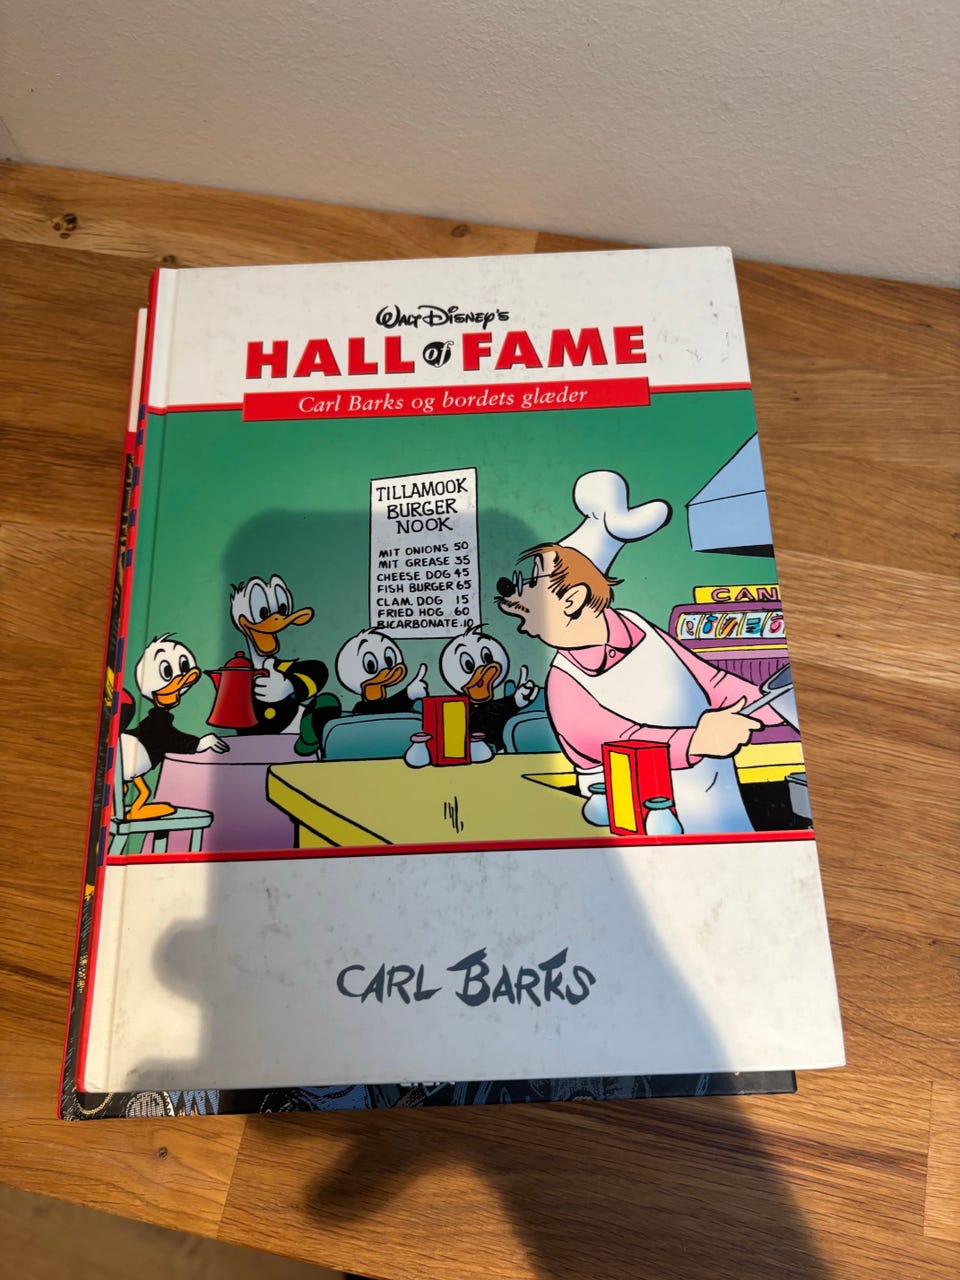 Walt Disney's
HALL of FAME
Carl Barks og bordets glæder
TILLAMOOK
BURGER
NOOK
MIT ONIONS 50
MIT GREASE 35
CHEESE DOG 45
FISH BURGER 65
CLAM. DOG 15
FRIED HOG 60
BICARBONATE .10
CAN
CARL BARKS